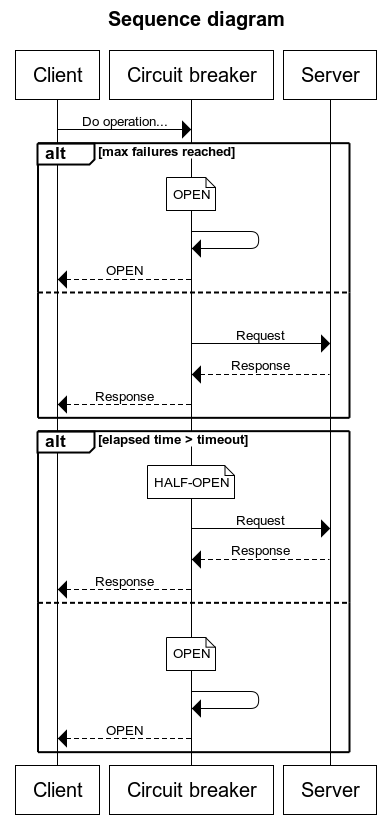 Sequence diagram
Client
Circuit breaker
Server
Do operation...
alt [max failures reached]
OPEN
OPEN
Request
Response
Response
alt [elapsed time > timeout]
HALF-OPEN
Request
Response
Response
OPEN
OPEN
Client
Circuit breaker
Server